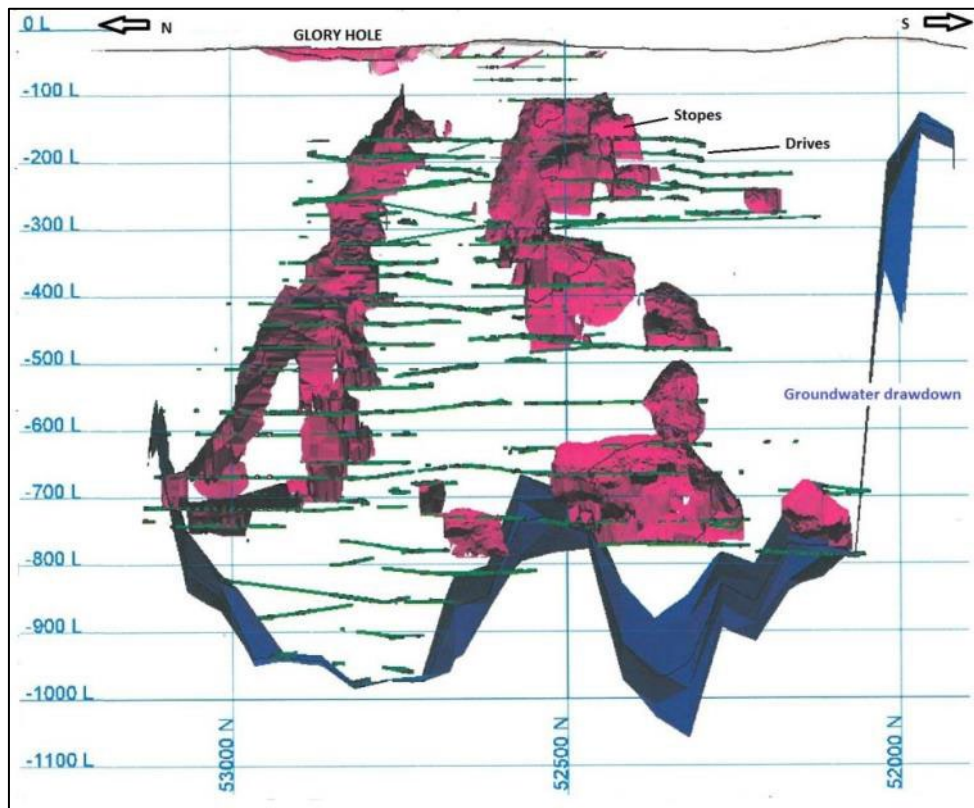 0 L
N
S
GLORY HOLE
-100 L
Stopes
Drives
-200 L
-300 L
-400 L
-500 L
Groundwater drawdown
-600 L
-700 L
-800 L
-900 L
-1000 L
-1100 L
53000 N
52500 N
52000 N